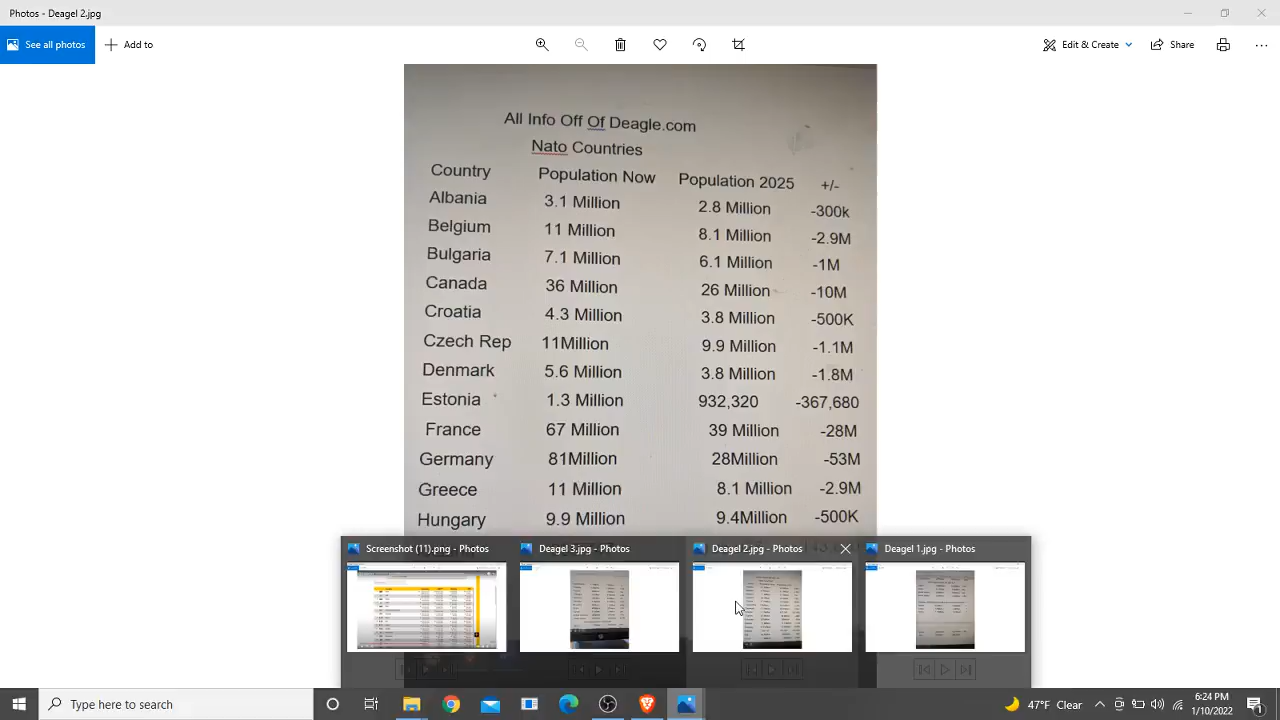 Photos - Deagel 2.jpg
See all photos Add to Edit & Create Share
All Info Off Of Deagle.com
Nato Countries
Country Population Now Population 2025 +/-
Albania 3.1 Million 2.8 Million -300k
Belgium 11 Million 8.1 Million -2.9M
Bulgaria 7.1 Million 6.1 Million -1M
Canada 36 Million 26 Million -10M
Croatia 4.3 Million 3.8 Million -500K
Czech Rep 11Million 9.9 Million -1.1M
Denmark 5.6 Million 3.8 Million -1.8M
Estonia 1.3 Million 932,320 -367,680
France 67 Million 39 Million -28M
Germany 81Million 28Million -53M
Greece 11 Million 8.1 Million -2.9M
Hungary 9.9 Million 9.4Million -500K
Screenshot (11).png - Photos Deagel 3.jpg - Photos Deagel 2.jpg - Photos Deagel 1.jpg - Photos
Type here to search 47°F Clear 6:24 PM
1/10/2022 1